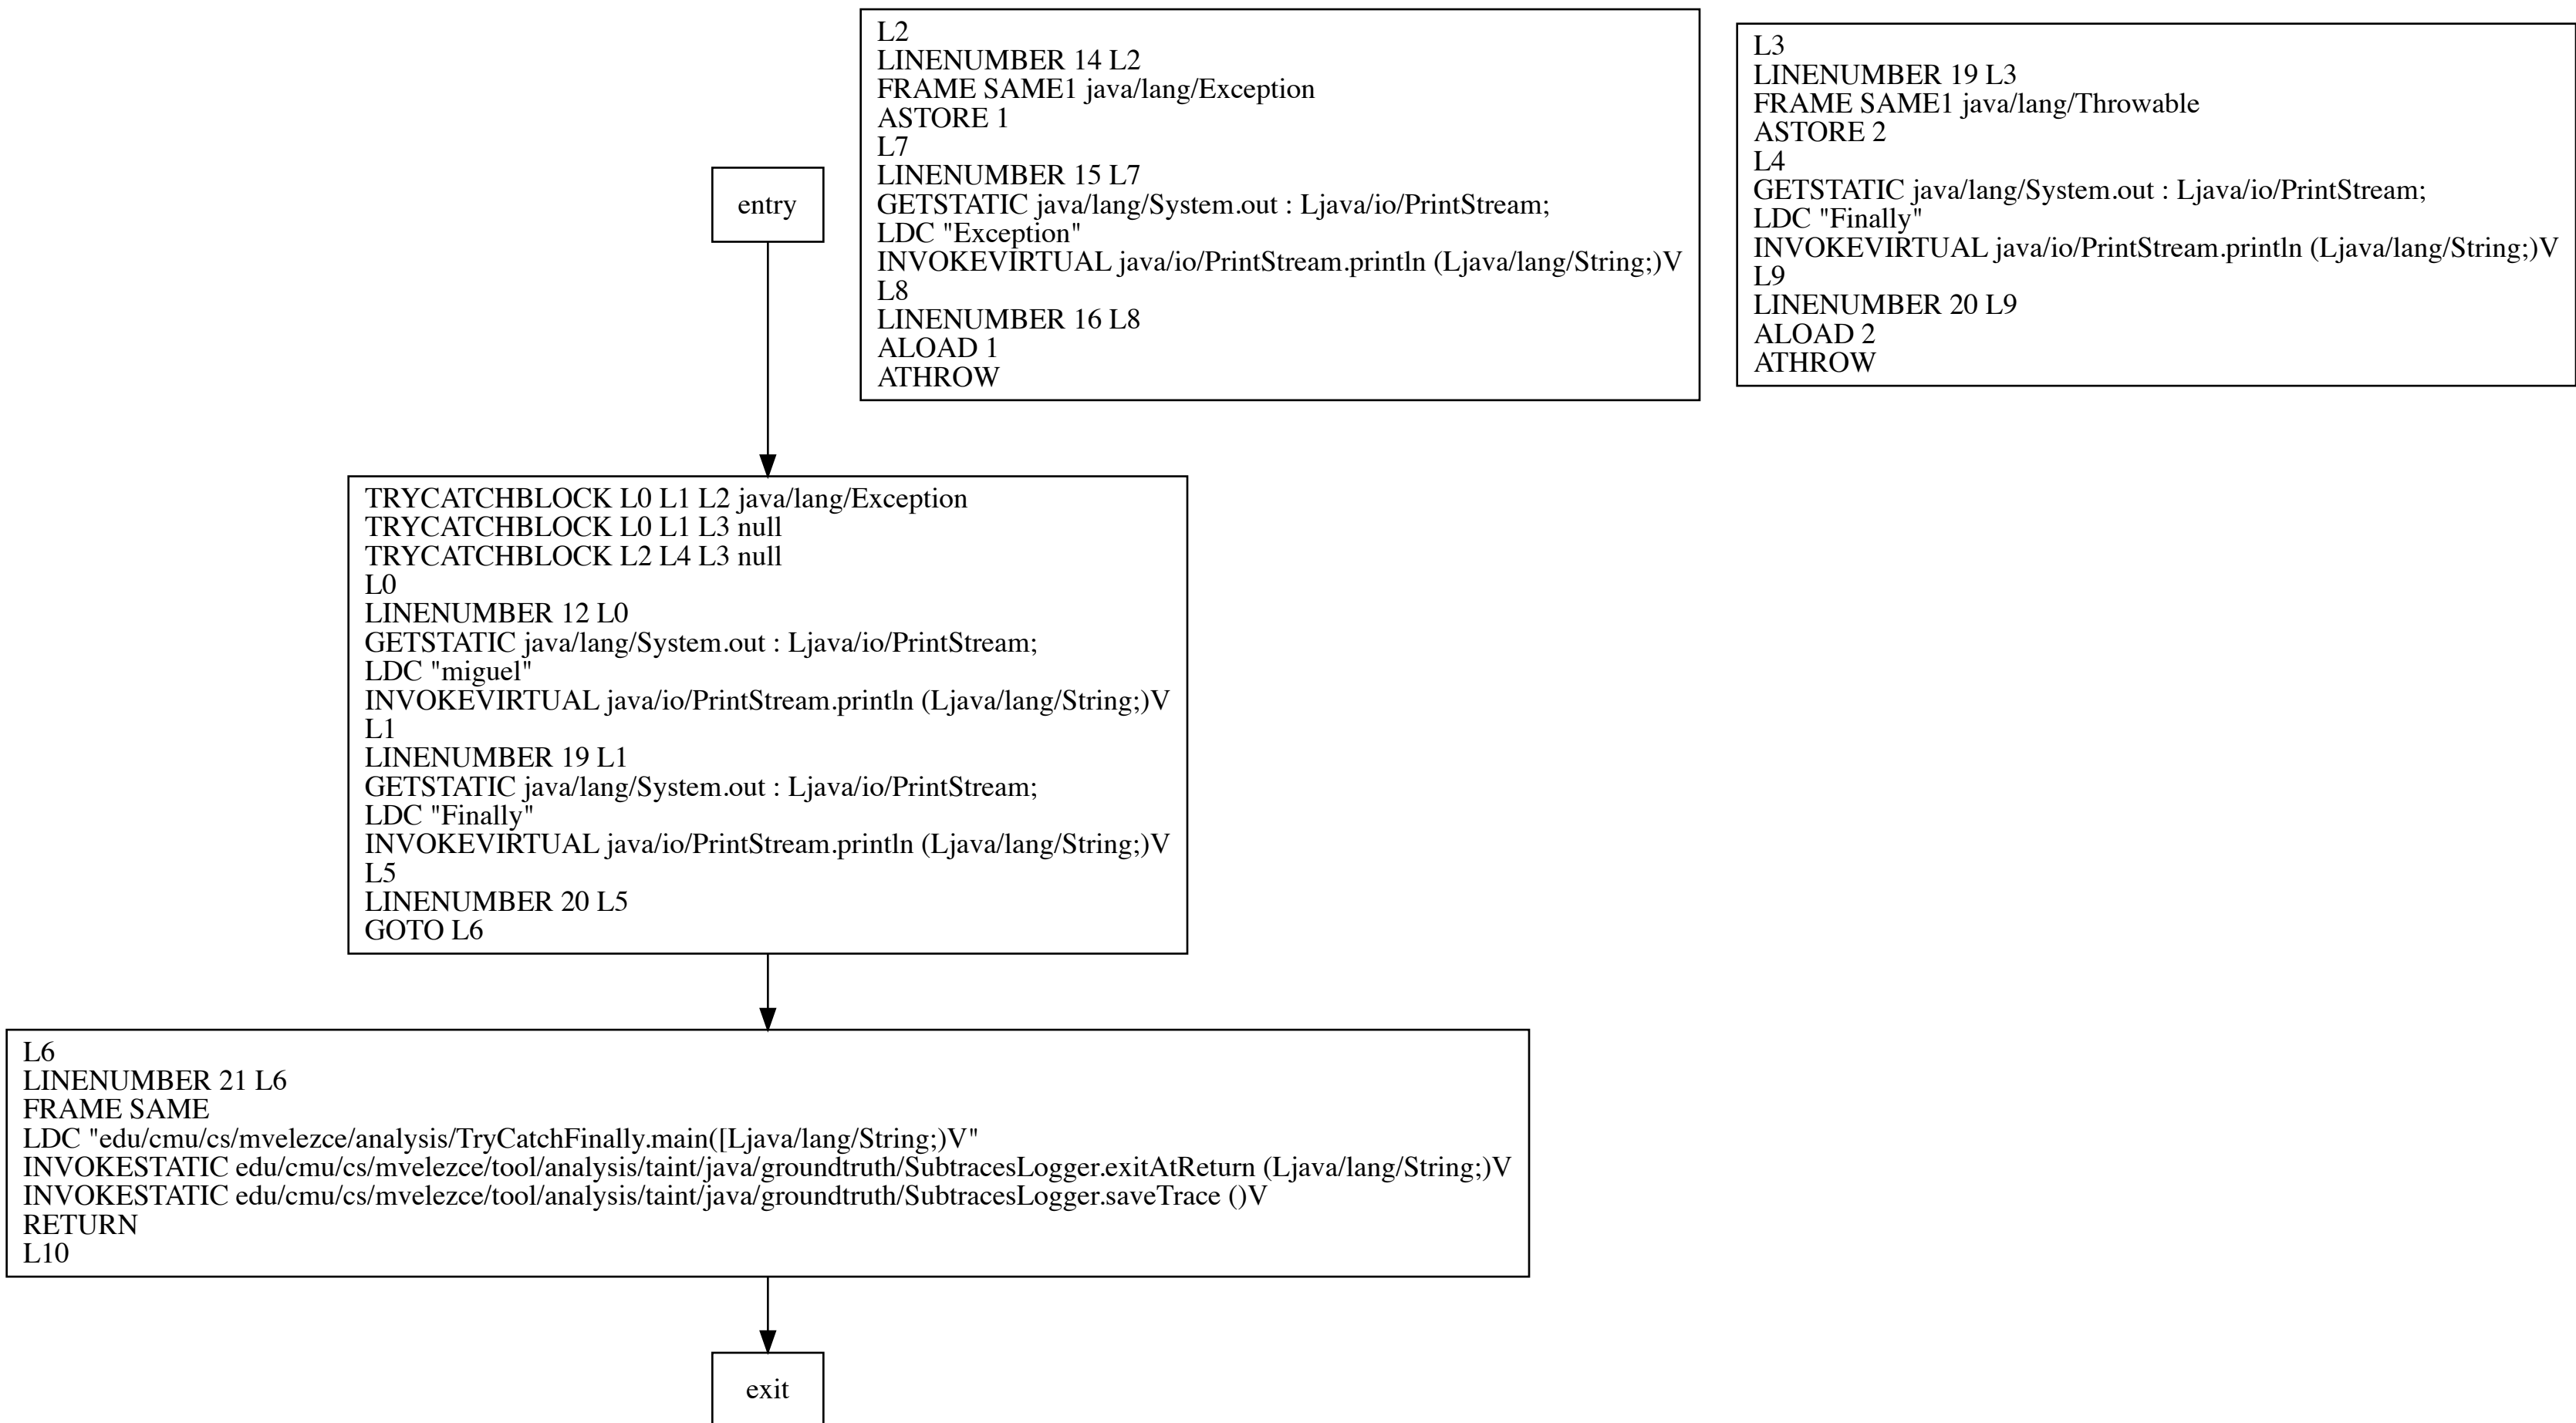 entry
L2
LINENUMBER 14 L2
FRAME SAME1 java/lang/Exception
ASTORE 1
L7
LINENUMBER 15 L7
GETSTATIC java/lang/System.out : Ljava/io/PrintStream;
LDC "Exception"
INVOKEVIRTUAL java/io/PrintStream.println (Ljava/lang/String;)V
L8
LINENUMBER 16 L8
ALOAD 1
ATHROW
L3
LINENUMBER 19 L3
FRAME SAME1 java/lang/Throwable
ASTORE 2
L4
GETSTATIC java/lang/System.out : Ljava/io/PrintStream;
LDC "Finally"
INVOKEVIRTUAL java/io/PrintStream.println (Ljava/lang/String;)V
L9
LINENUMBER 20 L9
ALOAD 2
ATHROW
TRYCATCHBLOCK L0 L1 L2 java/lang/Exception
TRYCATCHBLOCK L0 L1 L3 null
TRYCATCHBLOCK L2 L4 L3 null
L0
LINENUMBER 12 L0
GETSTATIC java/lang/System.out : Ljava/io/PrintStream;
LDC "miguel"
INVOKEVIRTUAL java/io/PrintStream.println (Ljava/lang/String;)V
L1
LINENUMBER 19 L1
GETSTATIC java/lang/System.out : Ljava/io/PrintStream;
LDC "Finally"
INVOKEVIRTUAL java/io/PrintStream.println (Ljava/lang/String;)V
L5
LINENUMBER 20 L5
GOTO L6
L6
LINENUMBER 21 L6
FRAME SAME
LDC "edu/cmu/cs/mvelezce/analysis/TryCatchFinally.main([Ljava/lang/String;)V"
INVOKESTATIC edu/cmu/cs/mvelezce/tool/analysis/taint/java/groundtruth/SubtracesLogger.exitAtReturn (Ljava/lang/String;)V
INVOKESTATIC edu/cmu/cs/mvelezce/tool/analysis/taint/java/groundtruth/SubtracesLogger.saveTrace ()V
RETURN
L10
exit